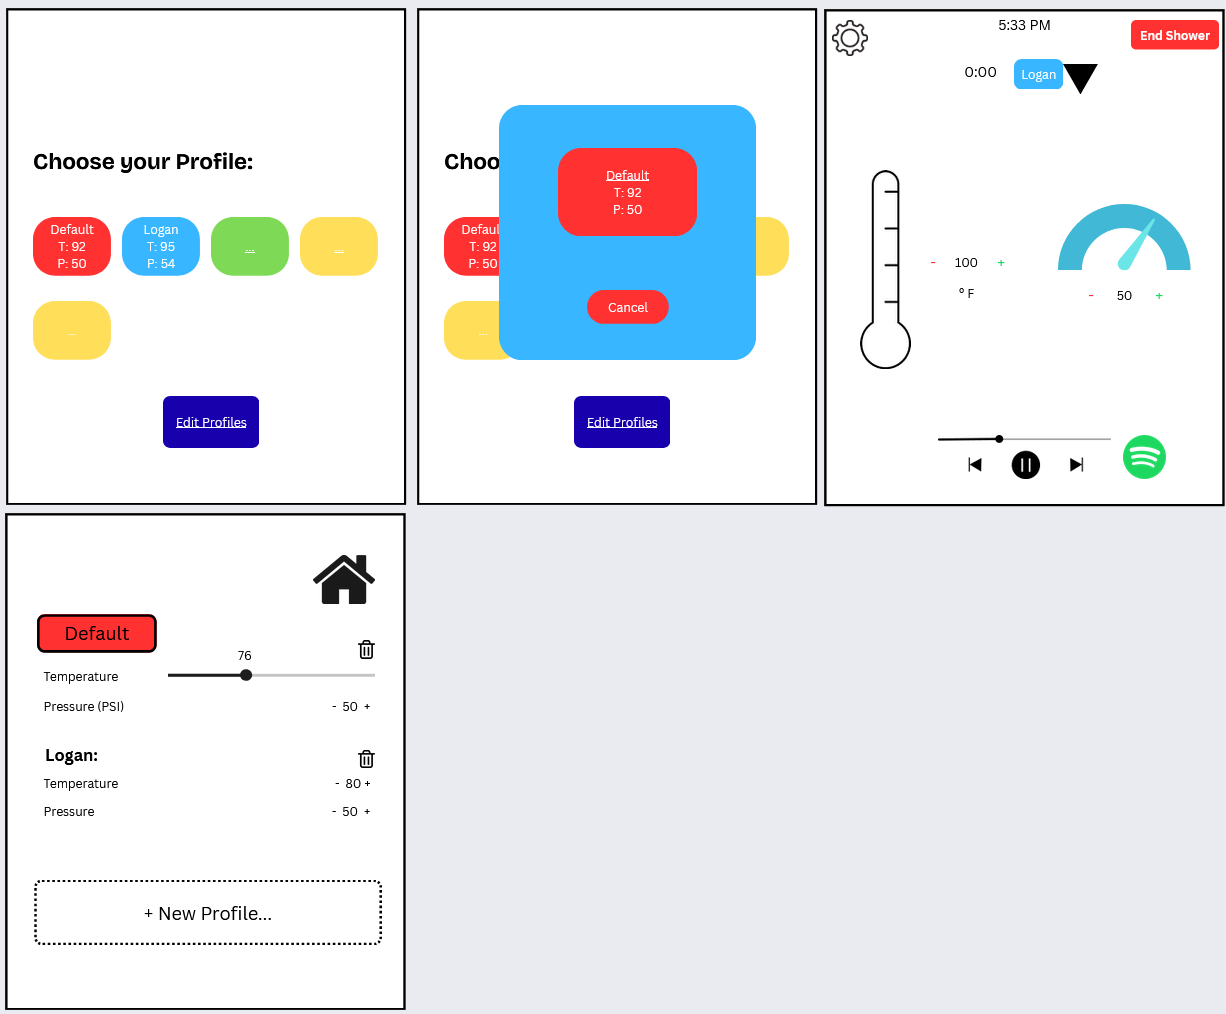 Choose your Profile:
Default
T: 92
P: 50
Logan
T: 95
P: 54
...
...
...
Edit Profiles
Choo
Defaul
T: 92
P: 50
...
Default
T: 92
P: 50
Cancel
Edit Profiles
5:33 PM
End Shower
0:00
Logan
- 100 +
° F
- 50 +
Default
76
Temperature
Pressure (PSI)
- 50 +
Logan:
Temperature
- 80 +
Pressure
- 50 +
+ New Profile...